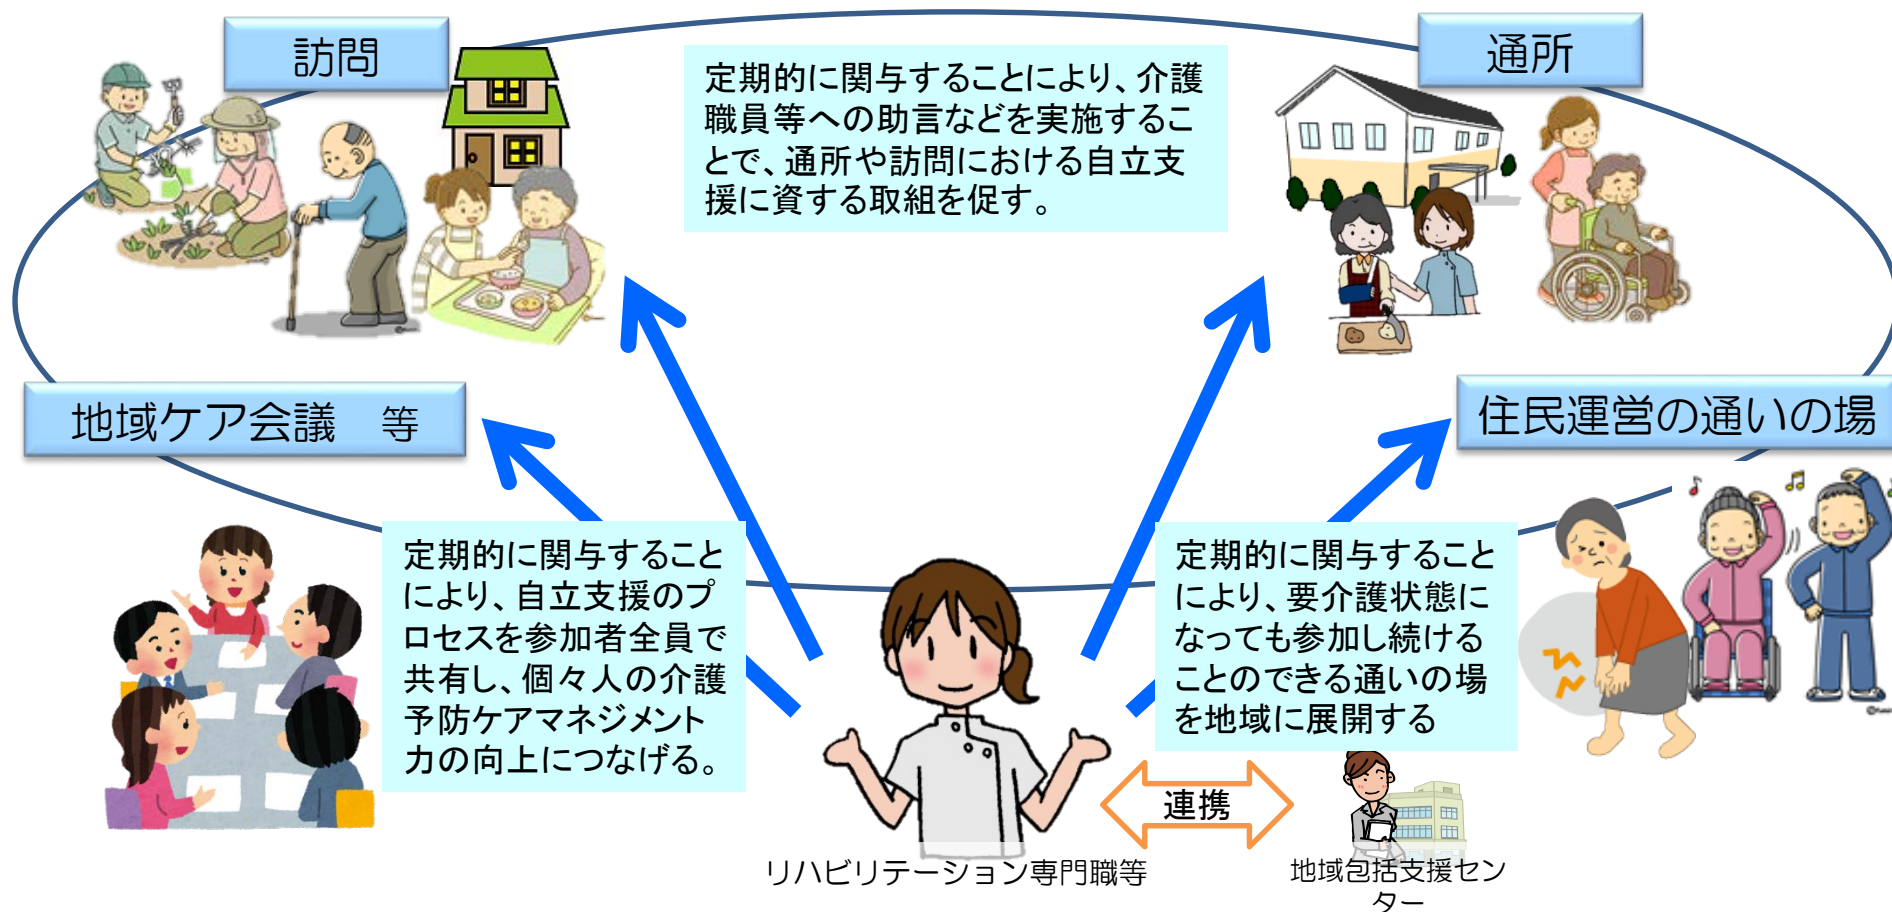 訪問
通所
定期的に関与することにより、介護
職員等への助言などを実施するこ
とで、通所や訪問における自立支
援に資する取組を促す。
地域ケア会議　等
住民運営の通いの場
定期的に関与すること
により、自立支援のプ
ロセスを参加者全員で
共有し、個々人の介護
予防ケアマネジメント
力の向上につなげる。
定期的に関与すること
により、要介護状態に
なっても参加し続ける
ことのできる通いの場
を地域に展開する
連携
リハビリテーション専門職等
地域包括支援セン
ター